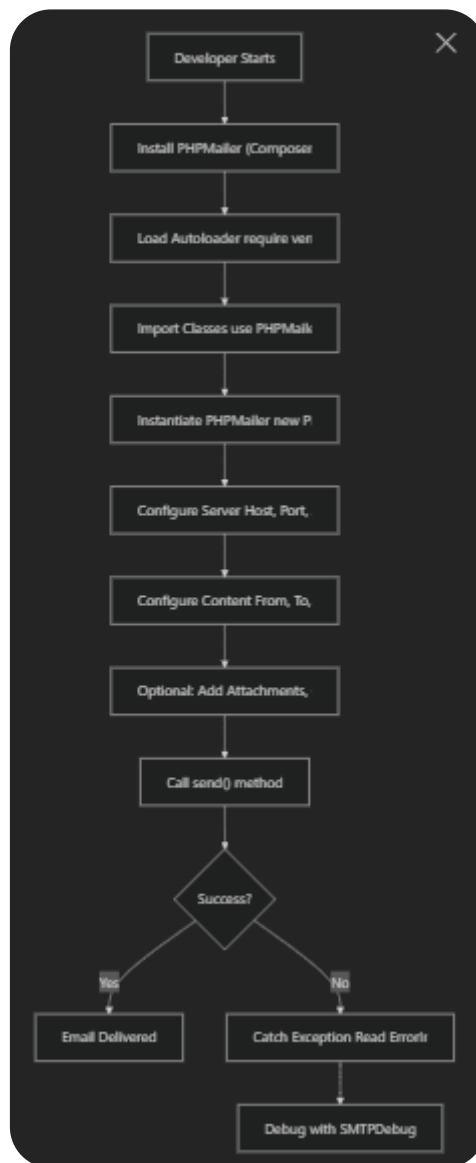 Developer Starts
Install PHPMailer (Composer
Load Autoloader require ven
Import Classes use PHPMaile
Instantiate PHPMailer new P
Configure Server Host, Port,
Configure Content From, To,
Optional: Add Attachments,
Call send() method
Success?
Yes
No
Email Delivered
Catch Exception Read ErrorIn
Debug with SMTPDebug